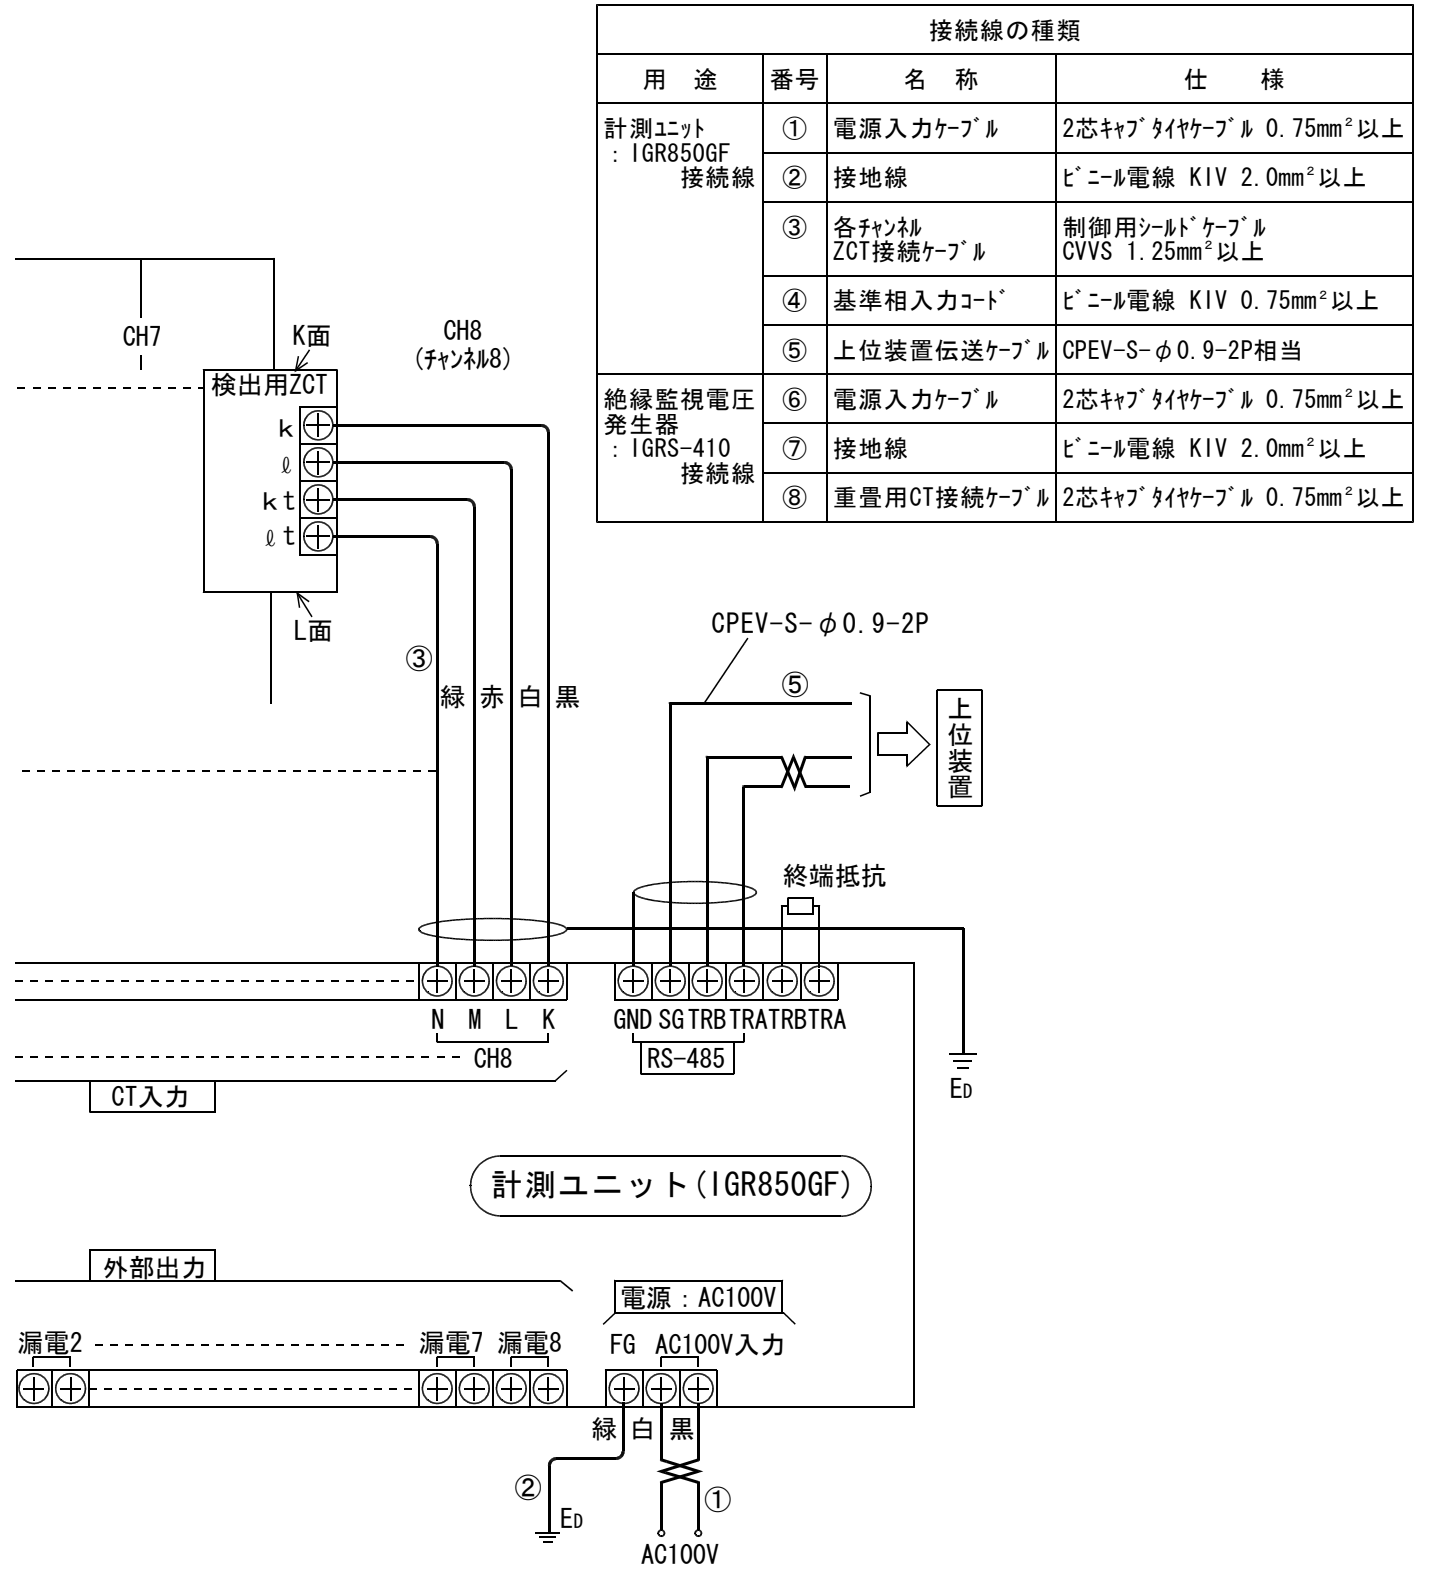 接続線の種類
用 途 番号 名 称 仕 様
計測ﾕﾆｯﾄ
：IGR850GF
接続線
① 電源入力ｹｰﾌﾞﾙ 2芯ｷｬﾌﾞﾀｲﾔｹｰﾌﾞﾙ 0.75mm²以上
② 接地線 ﾋﾞﾆｰﾙ電線 KIV 2.0mm²以上
③ 各ﾁｬﾝﾈﾙ
ZCT接続ｹｰﾌﾞﾙ
制御用ｼｰﾙﾄﾞｹｰﾌﾞﾙ
CVVS 1.25mm²以上
④ 基準相入力ｺｰﾄﾞ ﾋﾞﾆｰﾙ電線 KIV 0.75mm²以上
⑤ 上位装置伝送ｹｰﾌﾞﾙ CPEV-S-φ0.9-2P相当
絶縁監視電圧
発生器
：IGRS-410
接続線
⑥ 電源入力ｹｰﾌﾞﾙ 2芯ｷｬﾌﾞﾀｲﾔｹｰﾌﾞﾙ 0.75mm²以上
⑦ 接地線 ﾋﾞﾆｰﾙ電線 KIV 2.0mm²以上
⑧ 重畳用CT接続ｹｰﾌﾞﾙ 2芯ｷｬﾌﾞﾀｲﾔｹｰﾌﾞﾙ 0.75mm²以上
CH7
K面
CH8
(ﾁｬﾝﾈﾙ8)
検出用ZCT
k
ℓ
kt
ℓt
L面
③
緑 赤 白 黒
CPEV-S-φ0.9-2P
⑤
上位装置
終端抵抗
N M L K
GND SG TRB TRA TRB TRA
CH8
RS-485
ED
CT入力
計測ユニット(IGR850GF)
外部出力
電源：AC100V
漏電2 漏電7 漏電8
FG AC100V入力
緑 白 黒
②
①
ED
AC100V